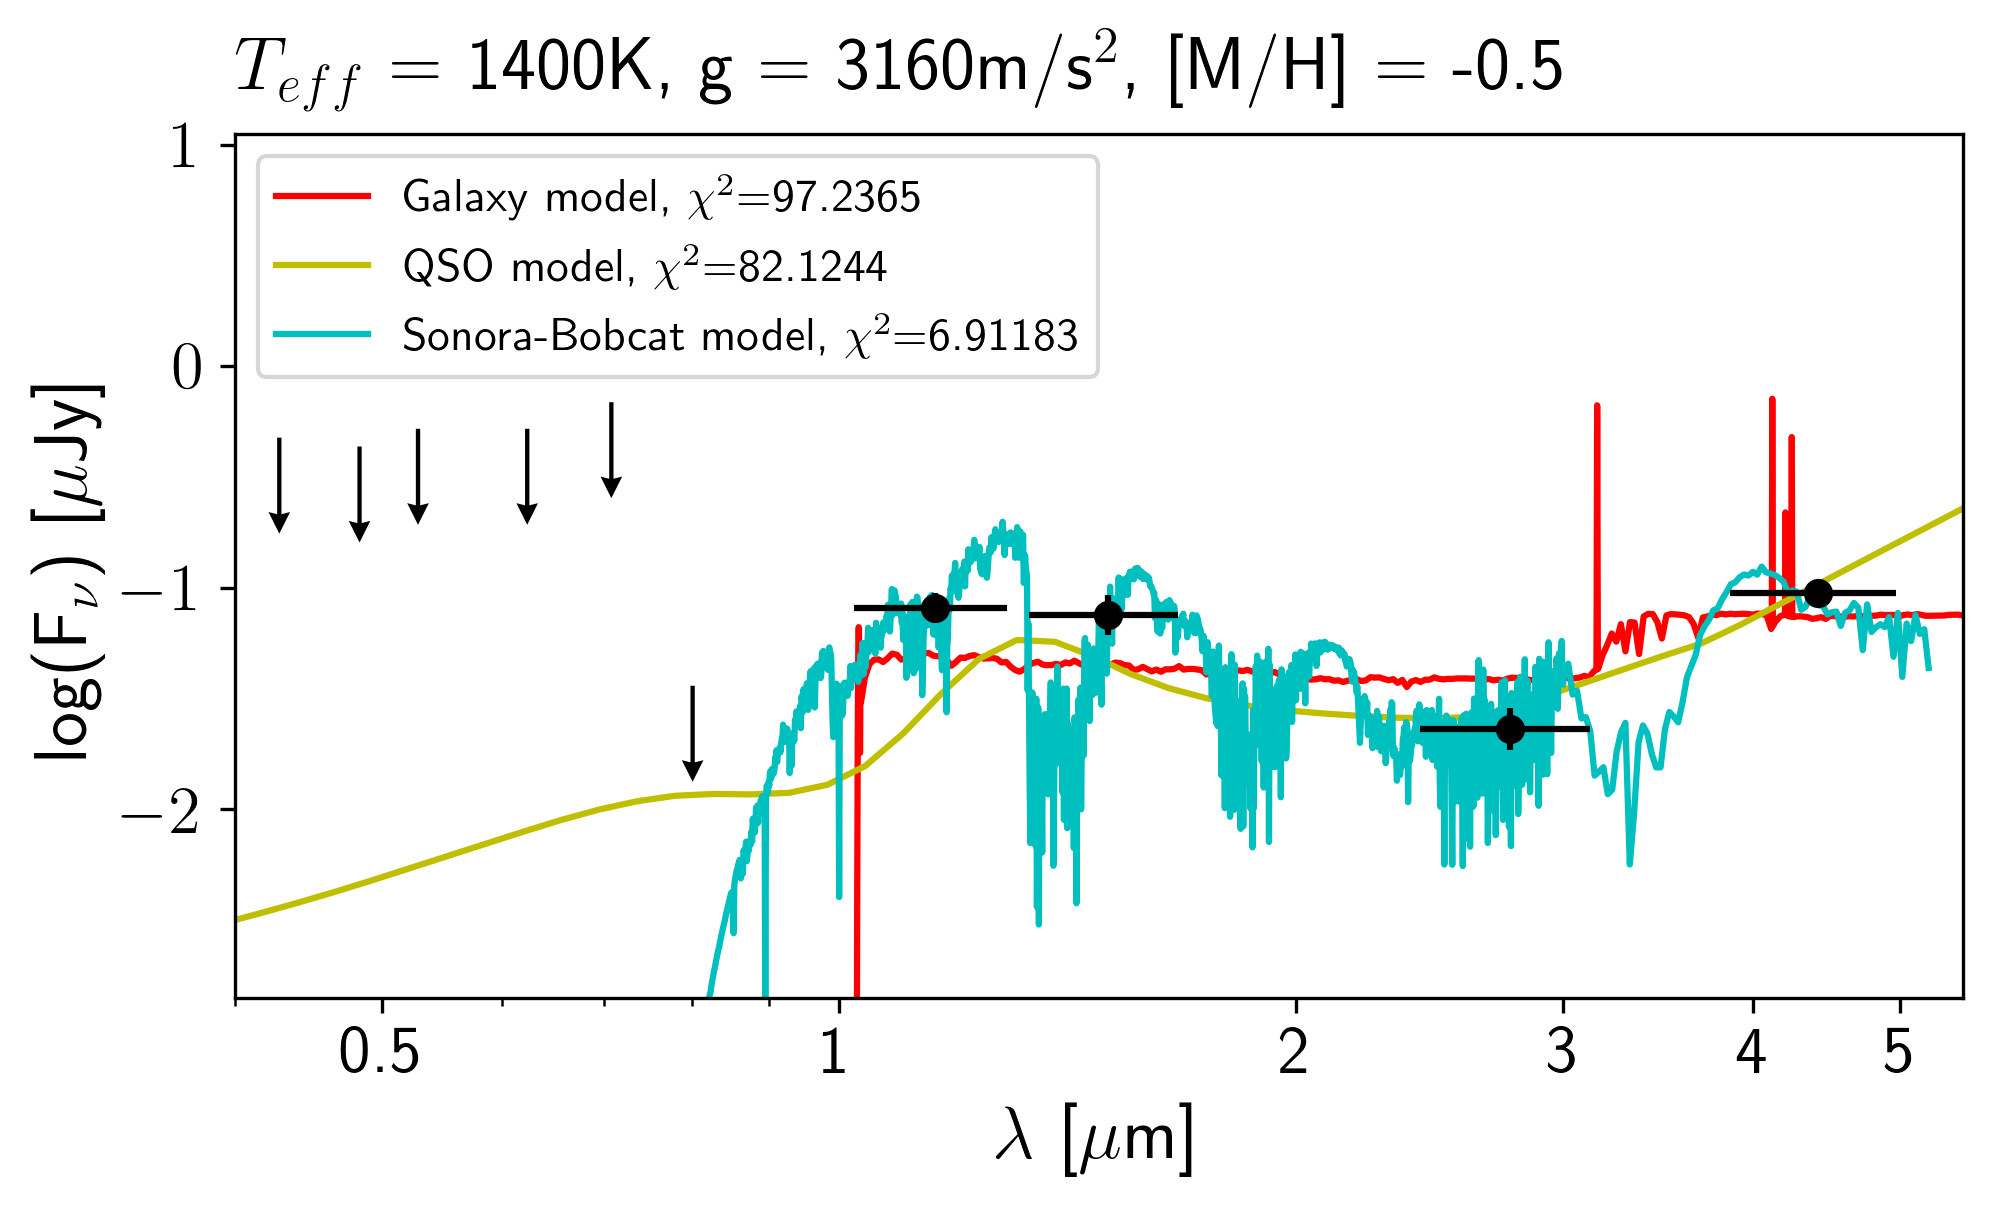 T_eff = 1400K, g = 3160m/s², [M/H] = -0.5
1
0
−1
−2
log(Fν) [μJy]
Galaxy model, χ²=97.2365
QSO model, χ²=82.1244
Sonora-Bobcat model, χ²=6.91183
0.5 1 2 3 4 5
λ [μm]